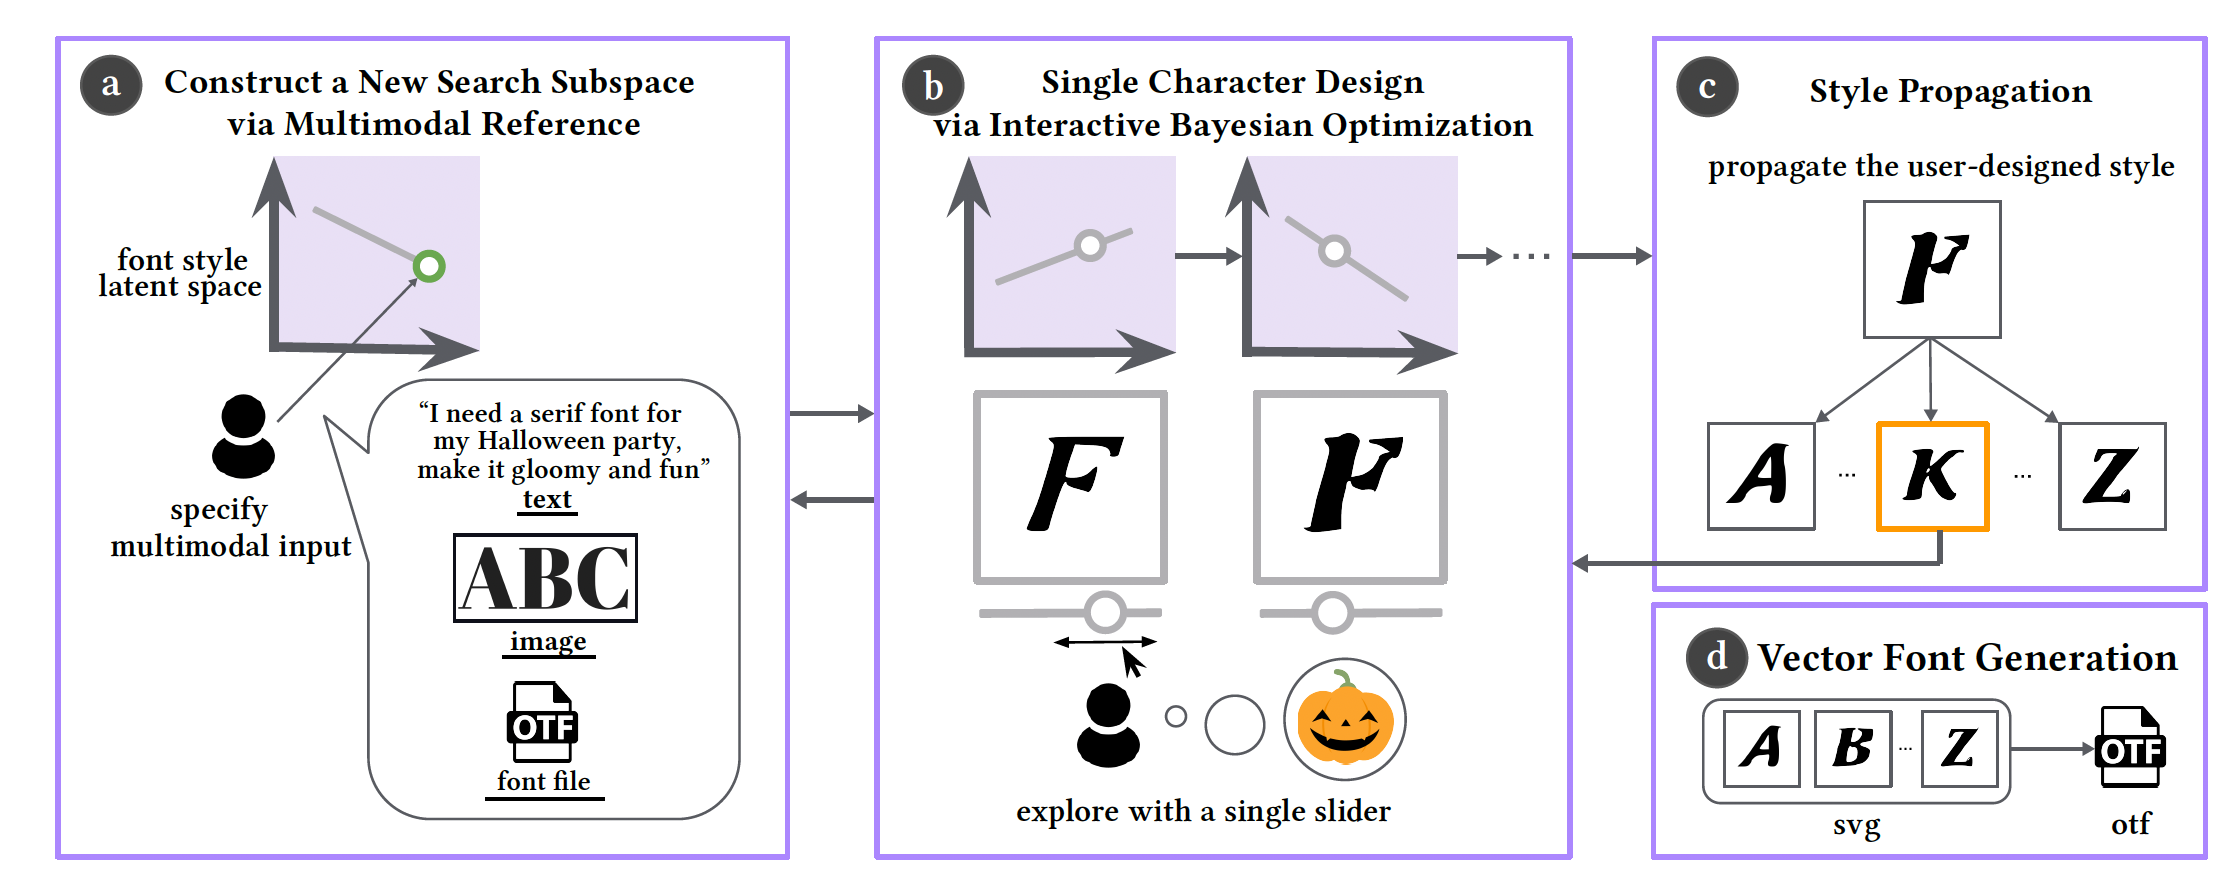 a
Construct a New Search Subspace
via Multimodal Reference
font style
latent space
specify
multimodal input
“I need a serif font for
my Halloween party,
make it gloomy and fun”
text
ABC
image
OTF
font file
b
Single Character Design
via Interactive Bayesian Optimization
...
F
F
explore with a single slider
c
Style Propagation
propagate the user-designed style
F
A ... K ... Z
d
Vector Font Generation
A B ... Z
OTF
svg
otf